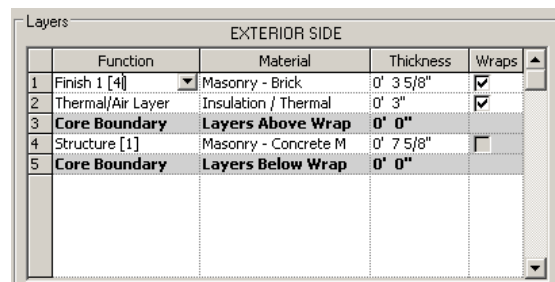 Layers
EXTERIOR SIDE
Function Material Thickness Wraps
1 Finish 1 [4] Masonry - Brick 0' 3 5/8"
2 Thermal/Air Layer Insulation / Thermal 0' 3"
3 Core Boundary Layers Above Wrap 0' 0"
4 Structure [1] Masonry - Concrete M 0' 7 5/8"
5 Core Boundary Layers Below Wrap 0' 0"